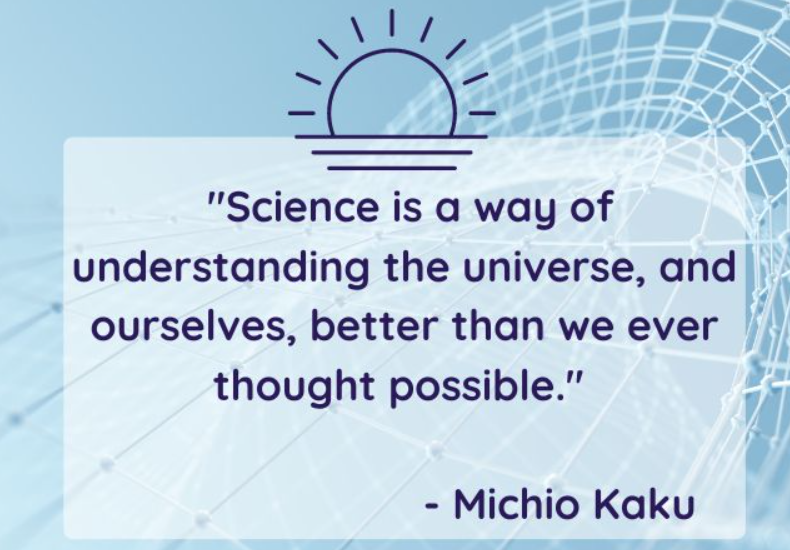 "Science is a way of
understanding the universe, and
ourselves, better than we ever
thought possible."
- Michio Kaku